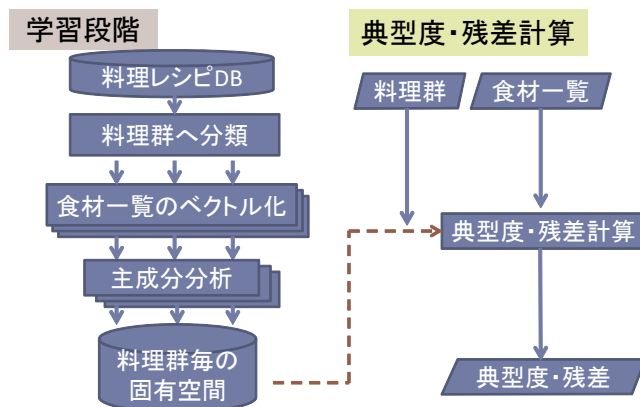 学習段階
料理レシピDB
料理群へ分類
食材一覧のベクトル化
主成分分析
料理群毎の
固有空間
典型度・残差計算
料理群
食材一覧
典型度・残差計算
典型度・残差